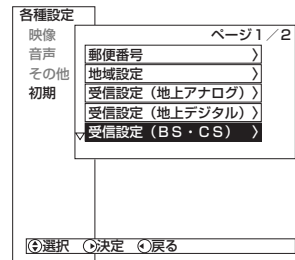 各種設定
映像
音声
その他
初期
ページ1／2
郵便番号 〉
地域設定 〉
受信設定（地上アナログ）〉
受信設定（地上デジタル）〉
受信設定（BS・CS） 〉
選択 決定 戻る